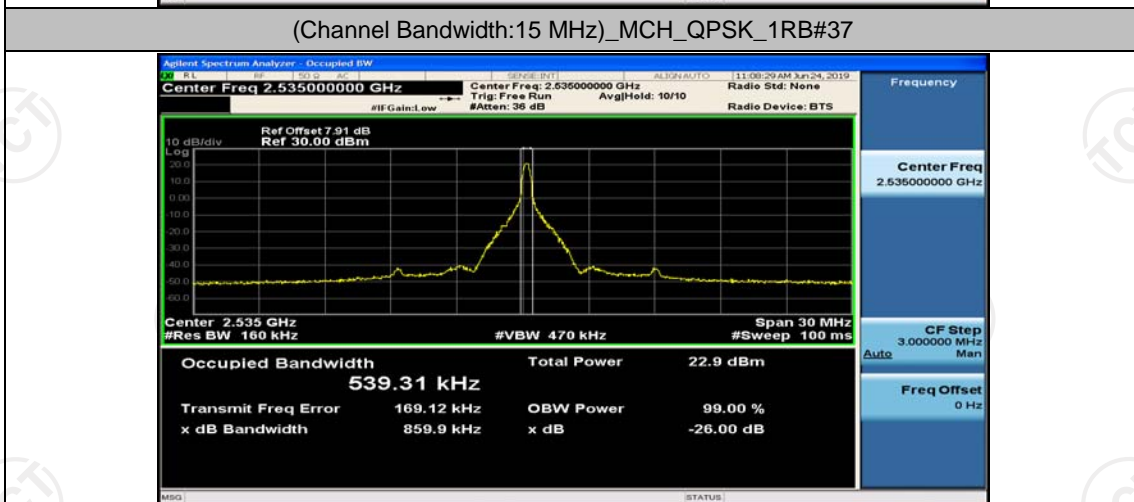 (Channel Bandwidth:15 MHz)_MCH_QPSK_1RB#37
Agilent Spectrum Analyzer - Occupied BW
RL RF 50 Ω AC SENSE:INT ALIGN AUTO 11:08:29 AM Jun 24, 2019
Center Freq 2.535000000 GHz Center Freq: 2.535000000 GHz Radio Std: None
Trig: Free Run Avg|Hold: 10/10
#IFGain:Low #Atten: 36 dB Radio Device: BTS
Ref Offset 7.91 dB
10 dB/div Ref 30.00 dBm
Log
20.0
10.0
0.00
-10.0
-20.0
-30.0
-40.0
-50.0
-60.0
Center 2.535 GHz Span 30 MHz
#Res BW 160 kHz #VBW 470 kHz #Sweep 100 ms
Occupied Bandwidth Total Power 22.9 dBm
539.31 kHz
Transmit Freq Error 169.12 kHz OBW Power 99.00 %
x dB Bandwidth 859.9 kHz x dB -26.00 dB
MSG STATUS
Frequency
Center Freq
2.535000000 GHz
CF Step
3.000000 MHz
Auto Man
Freq Offset
0 Hz